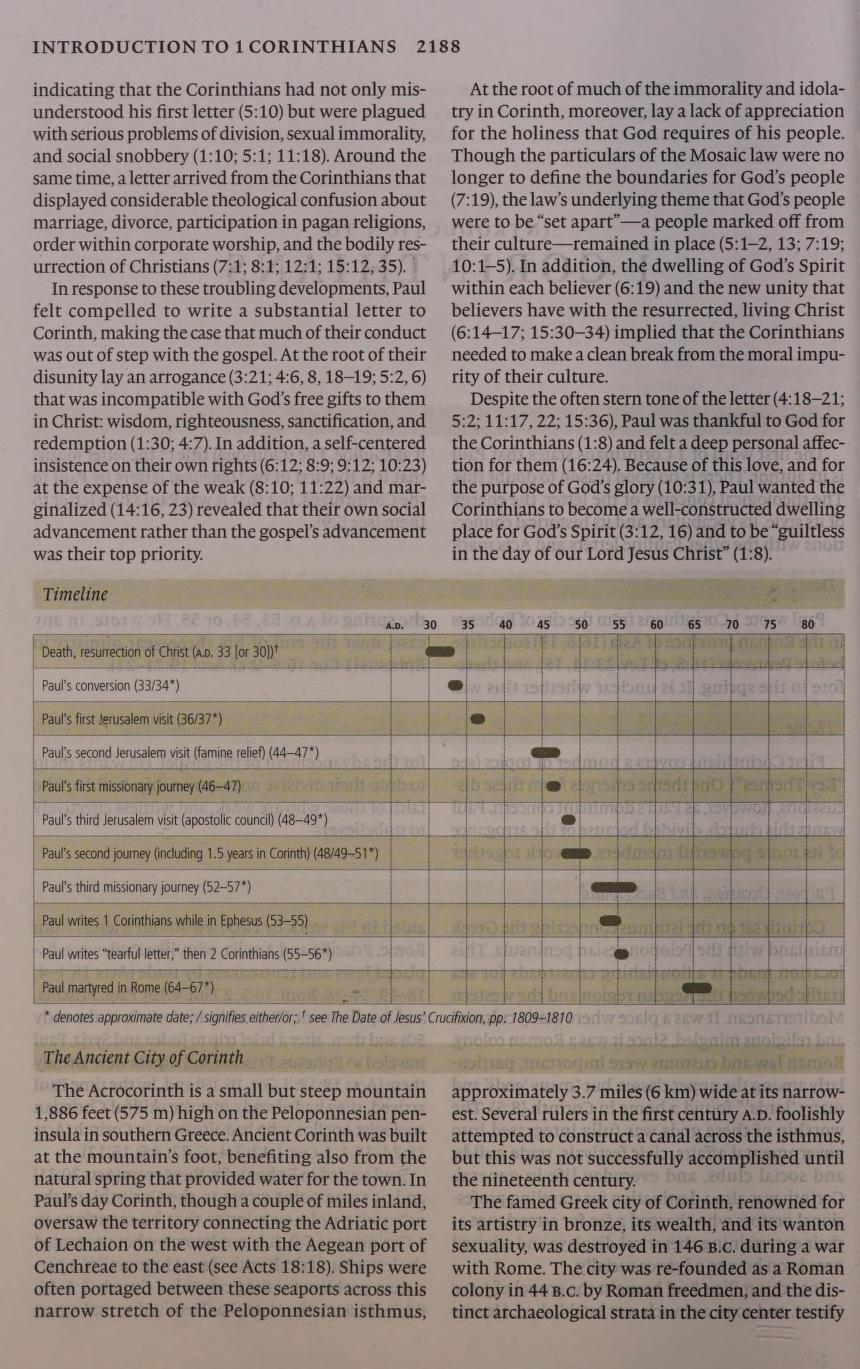 INTRODUCTION TO 1 CORINTHIANS 2188
indicating that the Corinthians had not only mis-
understood his first letter (5:10) but were plagued
with serious problems of division, sexual immorality,
and social snobbery (1:10; 5:1; 11:18). Around the
same time, a letter arrived from the Corinthians that
displayed considerable theological confusion about
marriage, divorce, participation in pagan religions,
order within corporate worship, and the bodily res-
urrection of Christians (7:1; 8:1; 12:1; 15:12, 35).
In response to these troubling developments, Paul
felt compelled to write a substantial letter to
Corinth, making the case that much of their conduct
was out of step with the gospel. At the root of their
disunity lay an arrogance (3:21; 4:6, 8, 18–19; 5:2, 6)
that was incompatible with God's free gifts to them
in Christ: wisdom, righteousness, sanctification, and
redemption (1:30; 4:7). In addition, a self-centered
insistence on their own rights (6:12; 8:9; 9:12; 10:23)
at the expense of the weak (8:10; 11:22) and mar-
ginalized (14:16, 23) revealed that their own social
advancement rather than the gospel's advancement
was their top priority.
At the root of much of the immorality and idola-
try in Corinth, moreover, lay a lack of appreciation
for the holiness that God requires of his people.
Though the particulars of the Mosaic law were no
longer to define the boundaries for God's people
(7:19), the law's underlying theme that God's people
were to be "set apart"—a people marked off from
their culture—remained in place (5:1–2, 13; 7:19;
10:1–5). In addition, the dwelling of God's Spirit
within each believer (6:19) and the new unity that
believers have with the resurrected, living Christ
(6:14–17; 15:30–34) implied that the Corinthians
needed to make a clean break from the moral impu-
rity of their culture.
Despite the often stern tone of the letter (4:18–21;
5:2; 11:17, 22; 15:36), Paul was thankful to God for
the Corinthians (1:8) and felt a deep personal affec-
tion for them (16:24). Because of this love, and for
the purpose of God's glory (10:31), Paul wanted the
Corinthians to become a well-constructed dwelling
place for God's Spirit (3:12, 16) and to be "guiltless
in the day of our Lord Jesus Christ" (1:8).
Timeline
A.D. 30 35 40 45 50 55 60 65 70 75 80
Death, resurrection of Christ (A.D. 33 [or 30])†
Paul's conversion (33/34*)
Paul's first Jerusalem visit (36/37*)
Paul's second Jerusalem visit (famine relief) (44–47*)
Paul's first missionary journey (46–47)
Paul's third Jerusalem visit (apostolic council) (48–49*)
Paul's second journey (including 1.5 years in Corinth) (48/49–51*)
Paul's third missionary journey (52–57*)
Paul writes 1 Corinthians while in Ephesus (53–55)
Paul writes "tearful letter," then 2 Corinthians (55–56*)
Paul martyred in Rome (64–67*)
* denotes approximate date; / signifies either/or; † see The Date of Jesus' Crucifixion, pp. 1809–1810
The Ancient City of Corinth
The Acrocorinth is a small but steep mountain
1,886 feet (575 m) high on the Peloponnesian pen-
insula in southern Greece. Ancient Corinth was built
at the mountain's foot, benefiting also from the
natural spring that provided water for the town. In
Paul's day Corinth, though a couple of miles inland,
oversaw the territory connecting the Adriatic port
of Lechaion on the west with the Aegean port of
Cenchreae to the east (see Acts 18:18). Ships were
often portaged between these seaports across this
narrow stretch of the Peloponnesian isthmus,
approximately 3.7 miles (6 km) wide at its narrow-
est. Several rulers in the first century A.D. foolishly
attempted to construct a canal across the isthmus,
but this was not successfully accomplished until
the nineteenth century.
The famed Greek city of Corinth, renowned for
its artistry in bronze, its wealth, and its wanton
sexuality, was destroyed in 146 B.C. during a war
with Rome. The city was re-founded as a Roman
colony in 44 B.C. by Roman freedmen, and the dis-
tinct archaeological strata in the city center testify